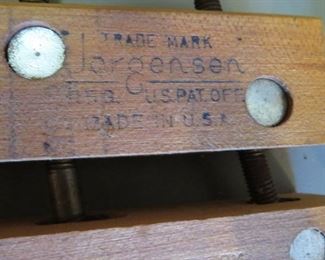 TRADE MARK
Jorgensen
REG. U.S. PAT. OFF.
MADE IN U.S.A.